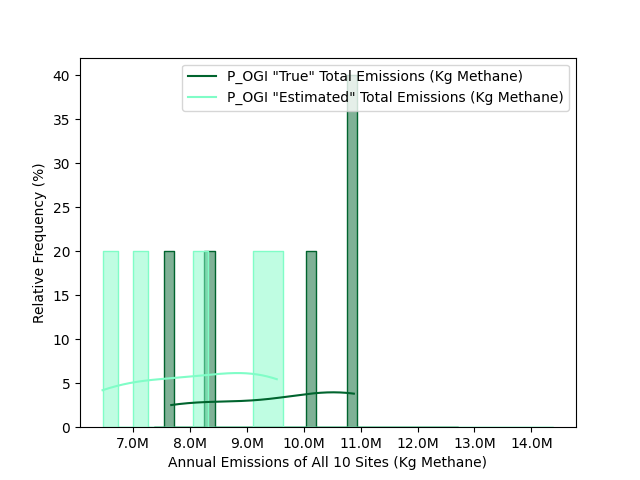 P_OGI "True" Total Emissions (Kg Methane)
P_OGI "Estimated" Total Emissions (Kg Methane)
40
35
30
25
20
15
10
5
0
Relative Frequency (%)
7.0M 8.0M 9.0M 10.0M 11.0M 12.0M 13.0M 14.0M
Annual Emissions of All 10 Sites (Kg Methane)